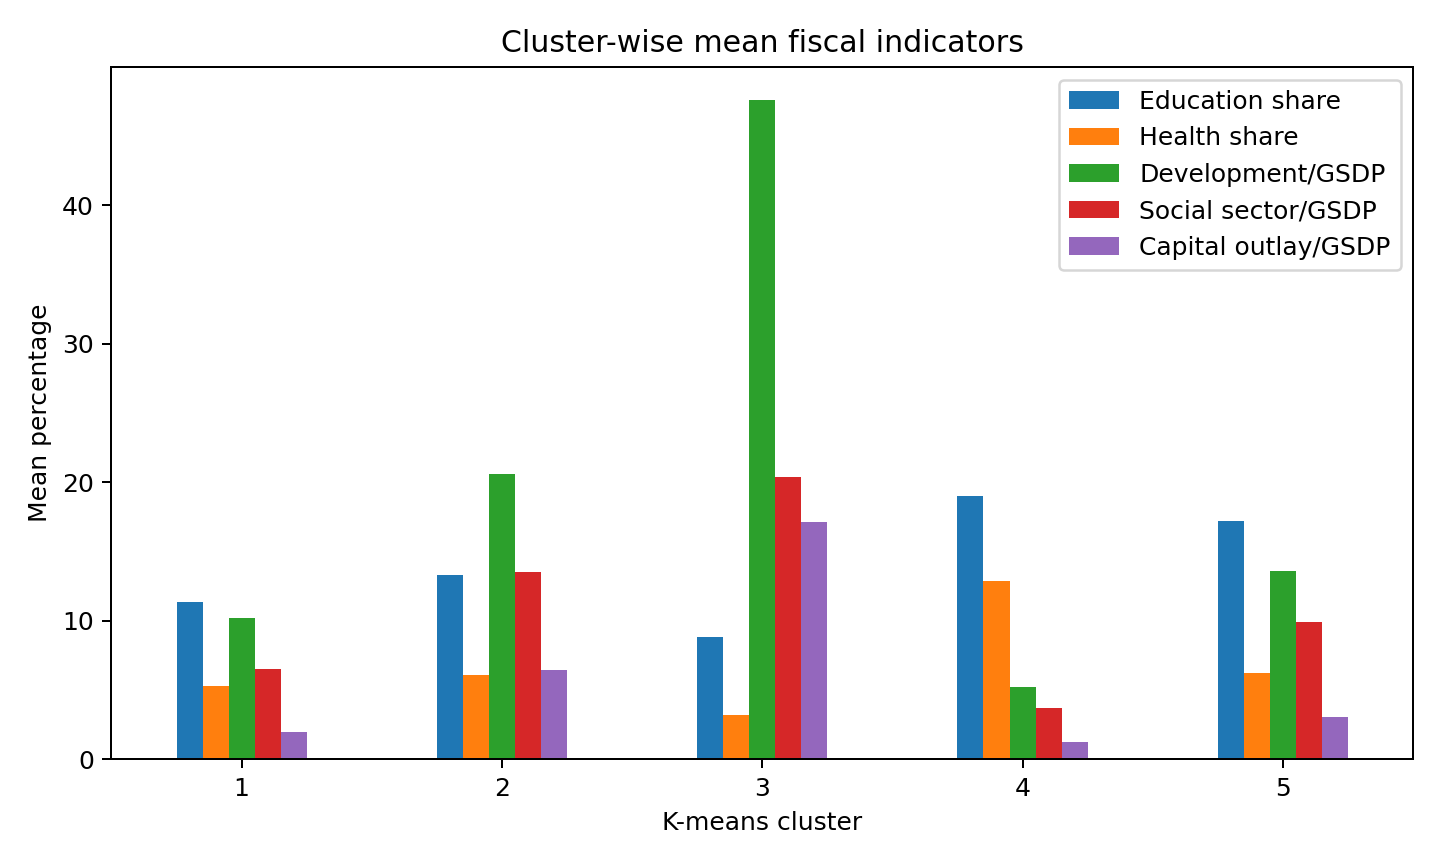 Cluster-wise mean fiscal indicators
Education share
Health share
Development/GSDP
Social sector/GSDP
Capital outlay/GSDP
Mean percentage
40
30
20
10
0
1 2 3 4 5
K-means cluster